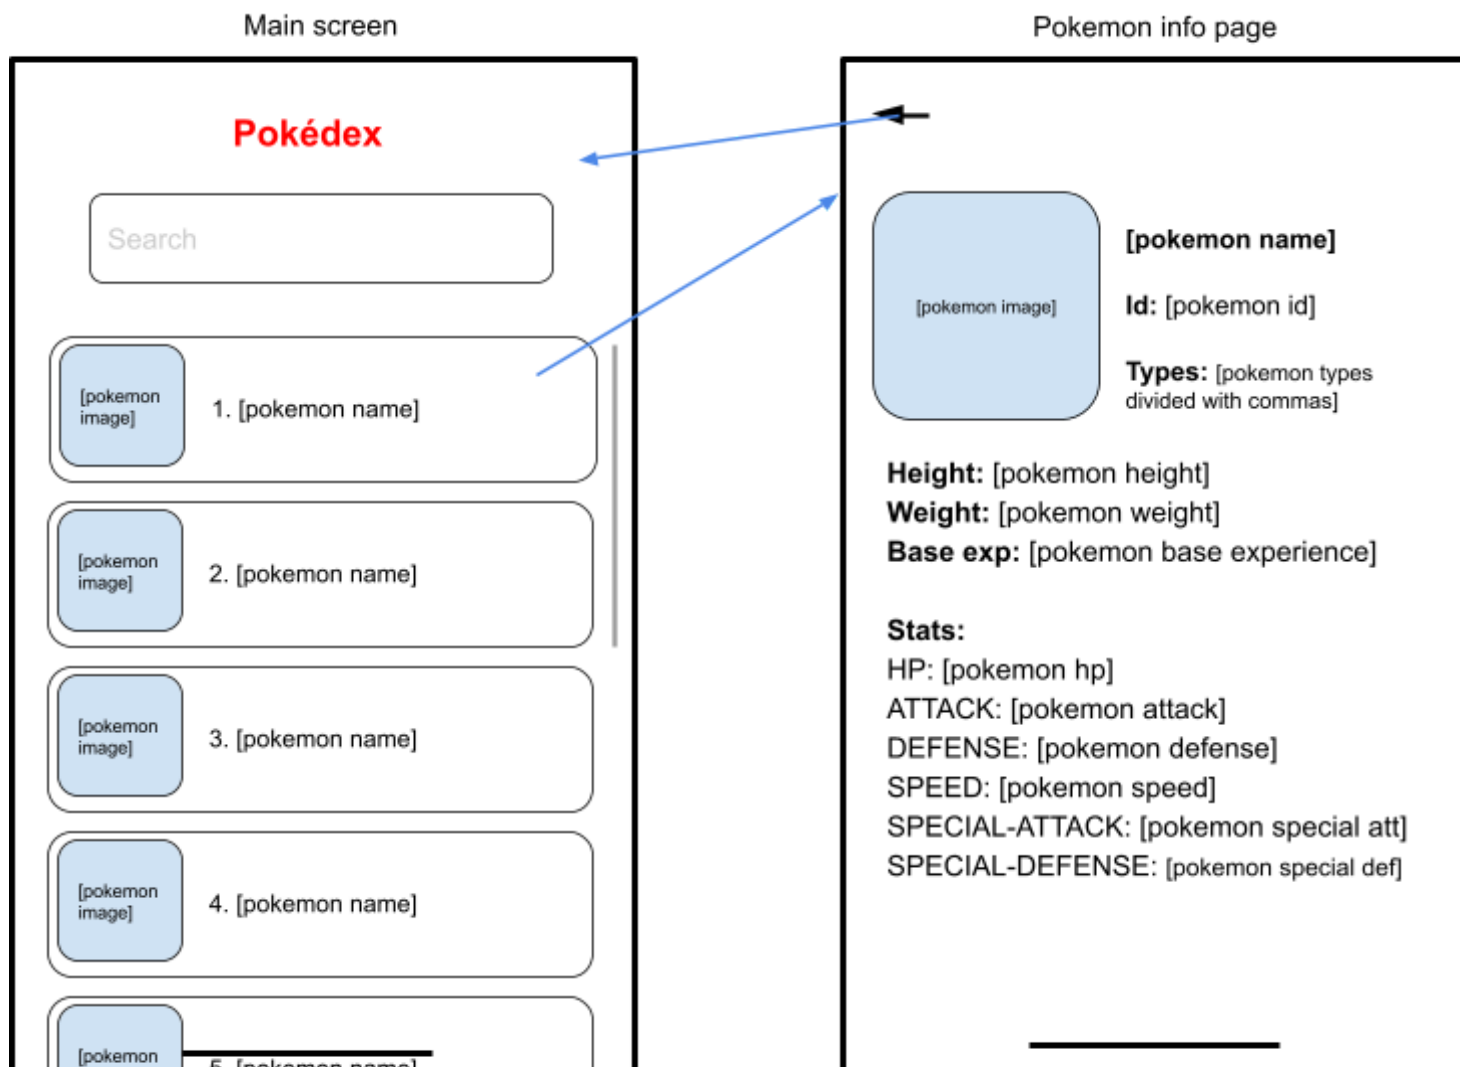 Main screen
Pokédex
Search
[pokemon
image]
1. [pokemon name]
[pokemon
image]
2. [pokemon name]
[pokemon
image]
3. [pokemon name]
[pokemon
image]
4. [pokemon name]
[pokemon
5. [pokemon name]
Pokemon info page
[pokemon image]
[pokemon name]
Id: [pokemon id]
Types: [pokemon types
divided with commas]
Height: [pokemon height]
Weight: [pokemon weight]
Base exp: [pokemon base experience]
Stats:
HP: [pokemon hp]
ATTACK: [pokemon attack]
DEFENSE: [pokemon defense]
SPEED: [pokemon speed]
SPECIAL-ATTACK: [pokemon special att]
SPECIAL-DEFENSE: [pokemon special def]